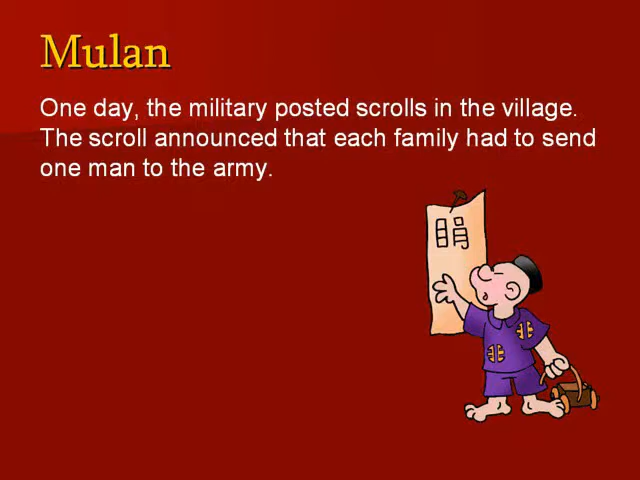 Mulan
One day, the military posted scrolls in the village.
The scroll announced that each family had to send
one man to the army.